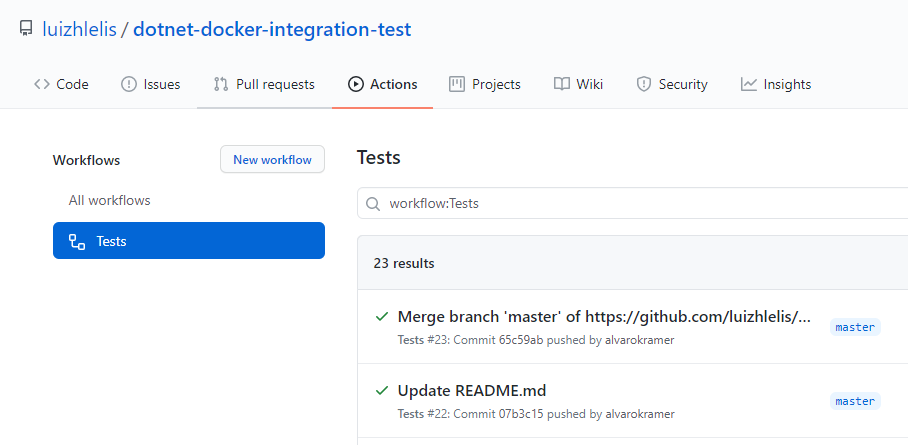 luizhlelis / dotnet-docker-integration-test
Code Issues Pull requests Actions Projects Wiki Security Insights
Workflows
New workflow
All workflows
Tests
Tests
workflow:Tests
23 results
Merge branch 'master' of https://github.com/luizhlelis/...
master
Tests #23: Commit 65c59ab pushed by alvarokramer
Update README.md
master
Tests #22: Commit 07b3c15 pushed by alvarokramer